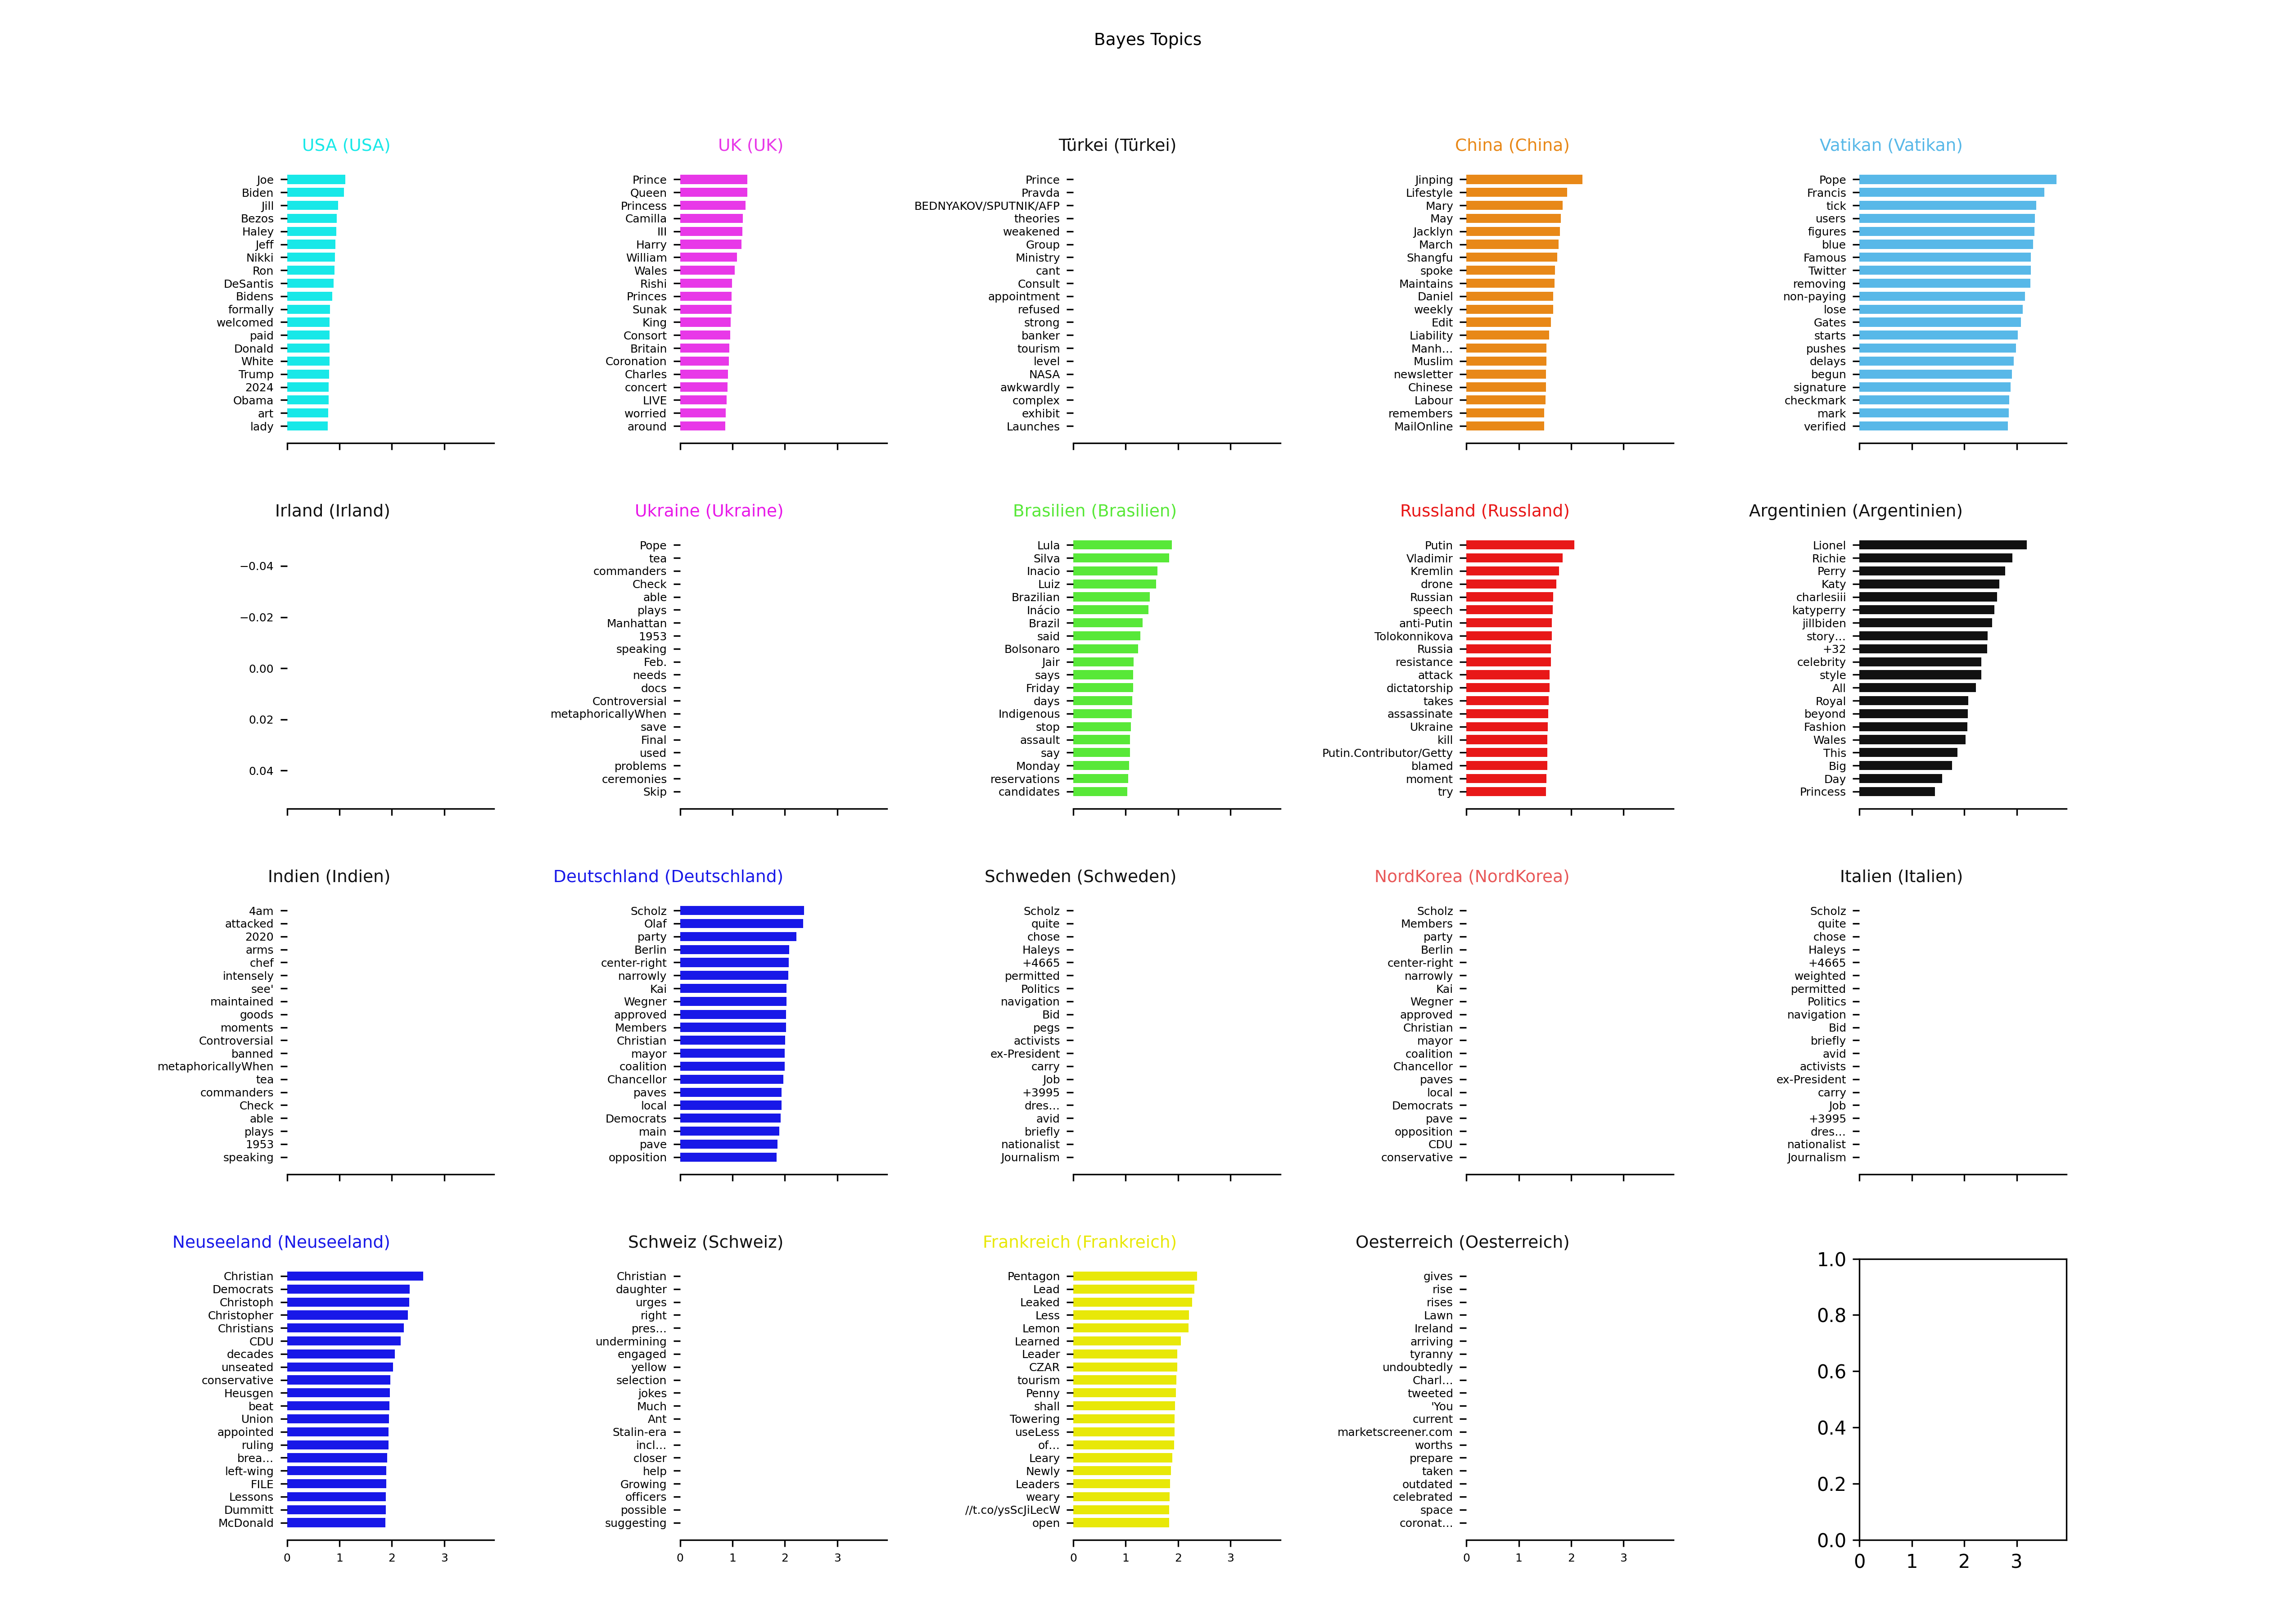 Bayes Topics
USA (USA)
Joe
Biden
Jill
Bezos
Haley
Jeff
Nikki
Ron
DeSantis
Bidens
formally
welcomed
paid
Donald
White
Trump
2024
Obama
art
lady
UK (UK)
Prince
Queen
Princess
Camilla
III
Harry
William
Wales
Rishi
Princes
Sunak
King
Consort
Britain
Coronation
Charles
concert
LIVE
worried
around
Türkei (Türkei)
Prince
Pravda
BEDNYAKOV/SPUTNIK/AFP
theories
weakened
Group
Ministry
cant
Consult
appointment
refused
strong
banker
tourism
level
NASA
awkwardly
complex
exhibit
Launches
China (China)
Jinping
Lifestyle
Mary
May
Jacklyn
March
Shangfu
spoke
Maintains
Daniel
weekly
Edit
Liability
Manh…
Muslim
newsletter
Chinese
Labour
remembers
MailOnline
Vatikan (Vatikan)
Pope
Francis
tick
users
figures
blue
Famous
Twitter
removing
non-paying
lose
Gates
starts
pushes
delays
begun
signature
checkmark
mark
verified
Irland (Irland)
−0.04
−0.02
0.00
0.02
0.04
Ukraine (Ukraine)
Pope
tea
commanders
Check
able
plays
Manhattan
1953
speaking
Feb.
needs
docs
Controversial
metaphoricallyWhen
save
Final
used
problems
ceremonies
Skip
Brasilien (Brasilien)
Lula
Silva
Inacio
Luiz
Brazilian
Inácio
Brazil
said
Bolsonaro
Jair
says
Friday
days
Indigenous
stop
assault
say
Monday
reservations
candidates
Russland (Russland)
Putin
Vladimir
Kremlin
drone
Russian
speech
anti-Putin
Tolokonnikova
Russia
resistance
attack
dictatorship
takes
assassinate
Ukraine
kill
Putin.Contributor/Getty
blamed
moment
try
Argentinien (Argentinien)
Lionel
Richie
Perry
Katy
charlesiii
katyperry
jillbiden
story…
+32
celebrity
style
All
Royal
beyond
Fashion
Wales
This
Big
Day
Princess
Indien (Indien)
4am
attacked
2020
arms
chef
intensely
see'
maintained
goods
moments
Controversial
banned
metaphoricallyWhen
tea
commanders
Check
able
plays
1953
speaking
Deutschland (Deutschland)
Scholz
Olaf
party
Berlin
center-right
narrowly
Kai
Wegner
approved
Members
Christian
mayor
coalition
Chancellor
paves
local
Democrats
main
pave
opposition
Schweden (Schweden)
Scholz
quite
chose
Haleys
+4665
permitted
Politics
navigation
Bid
pegs
activists
ex-President
carry
Job
+3995
dres…
avid
briefly
nationalist
Journalism
NordKorea (NordKorea)
Scholz
Members
party
Berlin
center-right
narrowly
Kai
Wegner
approved
Christian
mayor
coalition
Chancellor
paves
local
Democrats
pave
opposition
CDU
conservative
Italien (Italien)
Scholz
quite
chose
Haleys
+4665
weighted
permitted
Politics
navigation
Bid
briefly
avid
activists
ex-President
carry
Job
+3995
dres…
nationalist
Journalism
Neuseeland (Neuseeland)
Christian
Democrats
Christoph
Christopher
Christians
CDU
decades
unseated
conservative
Heusgen
beat
Union
appointed
ruling
brea…
left-wing
FILE
Lessons
Dummitt
McDonald
0 1 2 3
Schweiz (Schweiz)
Christian
daughter
urges
right
pres…
undermining
engaged
yellow
selection
jokes
Much
Ant
Stalin-era
incl…
closer
help
Growing
officers
possible
suggesting
0 1 2 3
Frankreich (Frankreich)
Pentagon
Lead
Leaked
Less
Lemon
Learned
Leader
CZAR
tourism
Penny
shall
Towering
useLess
of…
Leary
Newly
Leaders
weary
//t.co/ysScJiLecW
open
0 1 2 3
Oesterreich (Oesterreich)
gives
rise
rises
Lawn
Ireland
arriving
tyranny
undoubtedly
Charl…
tweeted
'You
current
marketscreener.com
worths
prepare
taken
outdated
celebrated
space
coronat…
0 1 2 3
1.0
0.8
0.6
0.4
0.2
0.0
0 1 2 3